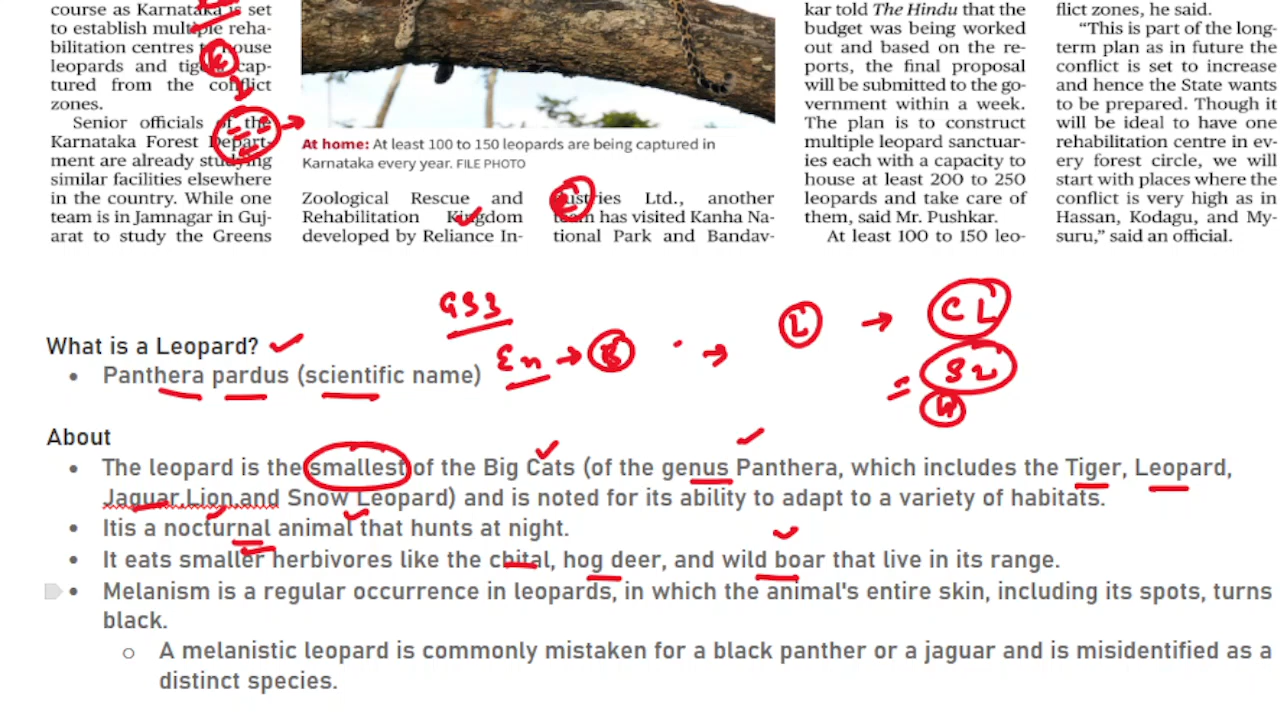 course as Karnataka is set
to establish multiple reha-
bilitation centres to house
leopards and tigers cap-
tured from the conflict
zones.
Senior officials of the
Karnataka Forest Depart-
ment are already studying
similar facilities elsewhere
in the country. While one
team is in Jamnagar in Guj-
arat to study the Greens
At home: At least 100 to 150 leopards are being captured in
Karnataka every year. FILE PHOTO
Zoological Rescue and
Rehabilitation Kingdom
developed by Reliance In-
dustries Ltd., another
team has visited Kanha Na-
tional Park and Bandav-
kar told The Hindu that the
budget was being worked
out and based on the re-
ports, the final proposal
will be submitted to the go-
vernment within a week.
The plan is to construct
multiple leopard sanctuar-
ies each with a capacity to
house at least 200 to 250
leopards and take care of
them, said Mr. Pushkar.
At least 100 to 150 leo-
flict zones, he said.
"This is part of the long-
term plan as in future the
conflict is set to increase
and hence the State wants
to be prepared. Though it
will be ideal to have one
rehabilitation centre in ev-
ery forest circle, we will
start with places where the
conflict is very high as in
Hassan, Kodagu, and My-
suru," said an official.
GS3
En → B → L → CL
What is a Leopard?
• Panthera pardus (scientific name)
About
• The leopard is the smallest of the Big Cats (of the genus Panthera, which includes the Tiger, Leopard,
Jaguar,Lion,and Snow Leopard) and is noted for its ability to adapt to a variety of habitats.
• Itis a nocturnal animal that hunts at night.
• It eats smaller herbivores like the chital, hog deer, and wild boar that live in its range.
• Melanism is a regular occurrence in leopards, in which the animal's entire skin, including its spots, turns
black.
o A melanistic leopard is commonly mistaken for a black panther or a jaguar and is misidentified as a
distinct species.